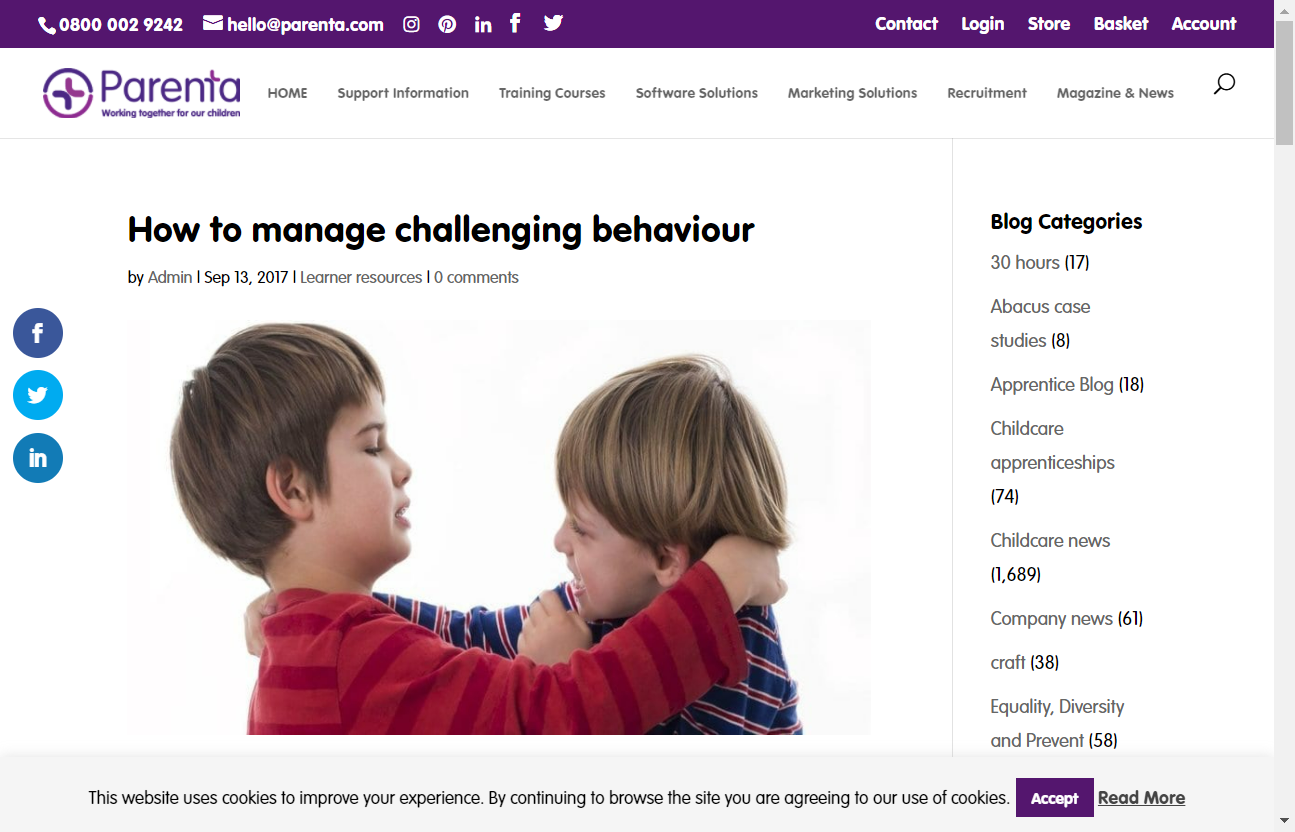 0800 002 9242 hello@parenta.com Contact Login Store Basket Account
Parenta
Working together for our children
HOME Support Information Training Courses Software Solutions Marketing Solutions Recruitment Magazine & News
How to manage challenging behaviour
by Admin | Sep 13, 2017 | Learner resources | 0 comments
Blog Categories
30 hours (17)
Abacus case
studies (8)
Apprentice Blog (18)
Childcare
apprenticeships
(74)
Childcare news
(1,689)
Company news (61)
craft (38)
Equality, Diversity
and Prevent (58)
This website uses cookies to improve your experience. By continuing to browse the site you are agreeing to our use of cookies. Accept Read More